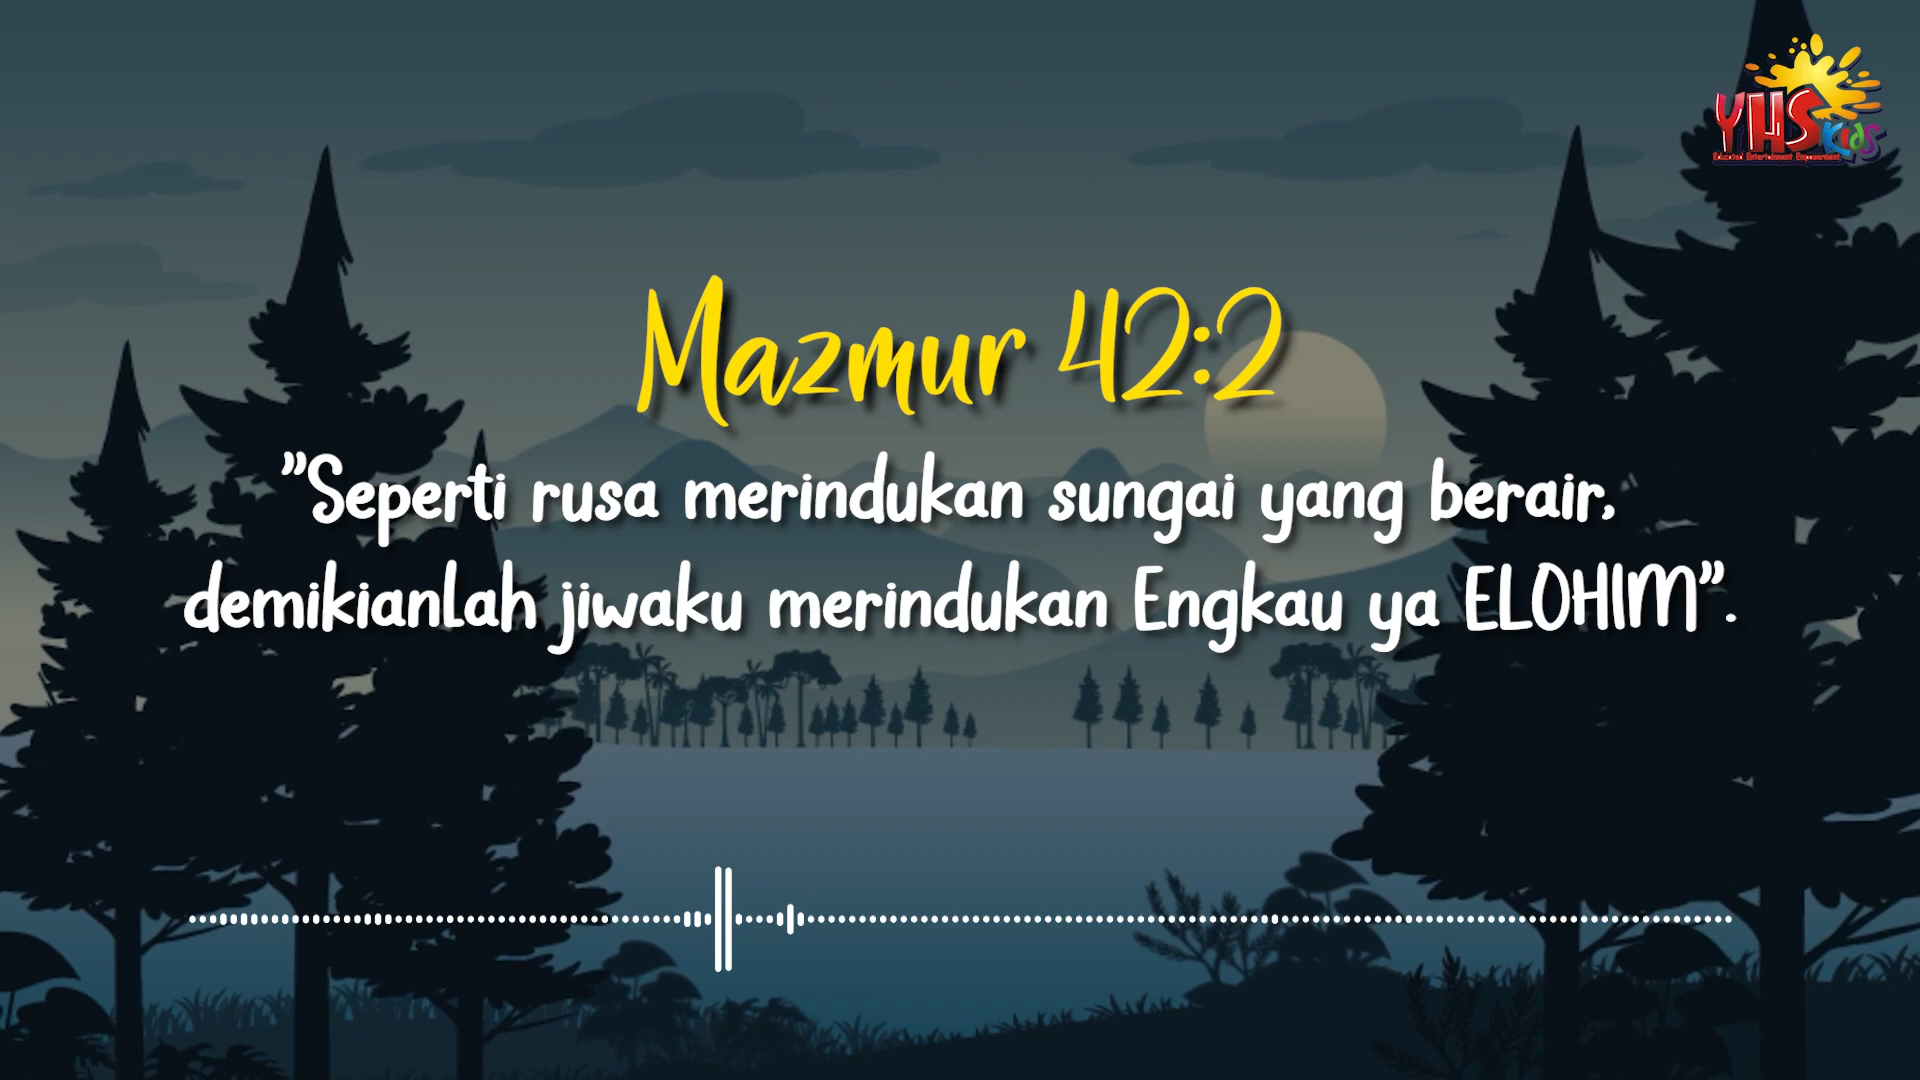 YHS Kids
Mazmur 42:2
"Seperti rusa merindukan sungai yang berair,
demikianlah jiwaku merindukan Engkau ya ELOHIM".